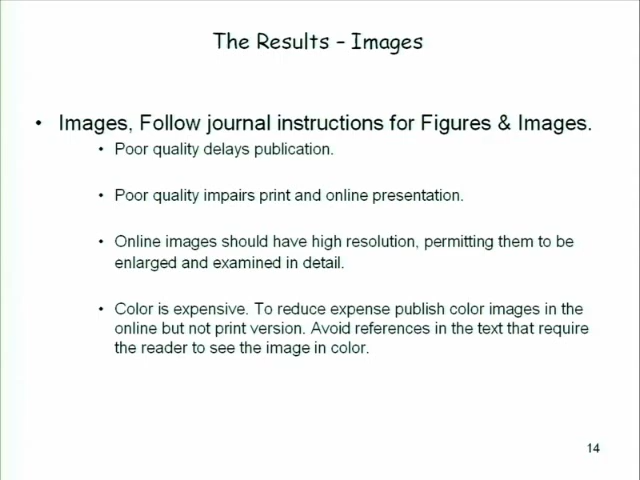 The Results – Images
• Images, Follow journal instructions for Figures & Images.
• Poor quality delays publication.
• Poor quality impairs print and online presentation.
• Online images should have high resolution, permitting them to be
enlarged and examined in detail.
• Color is expensive. To reduce expense publish color images in the
online but not print version. Avoid references in the text that require
the reader to see the image in color.
14